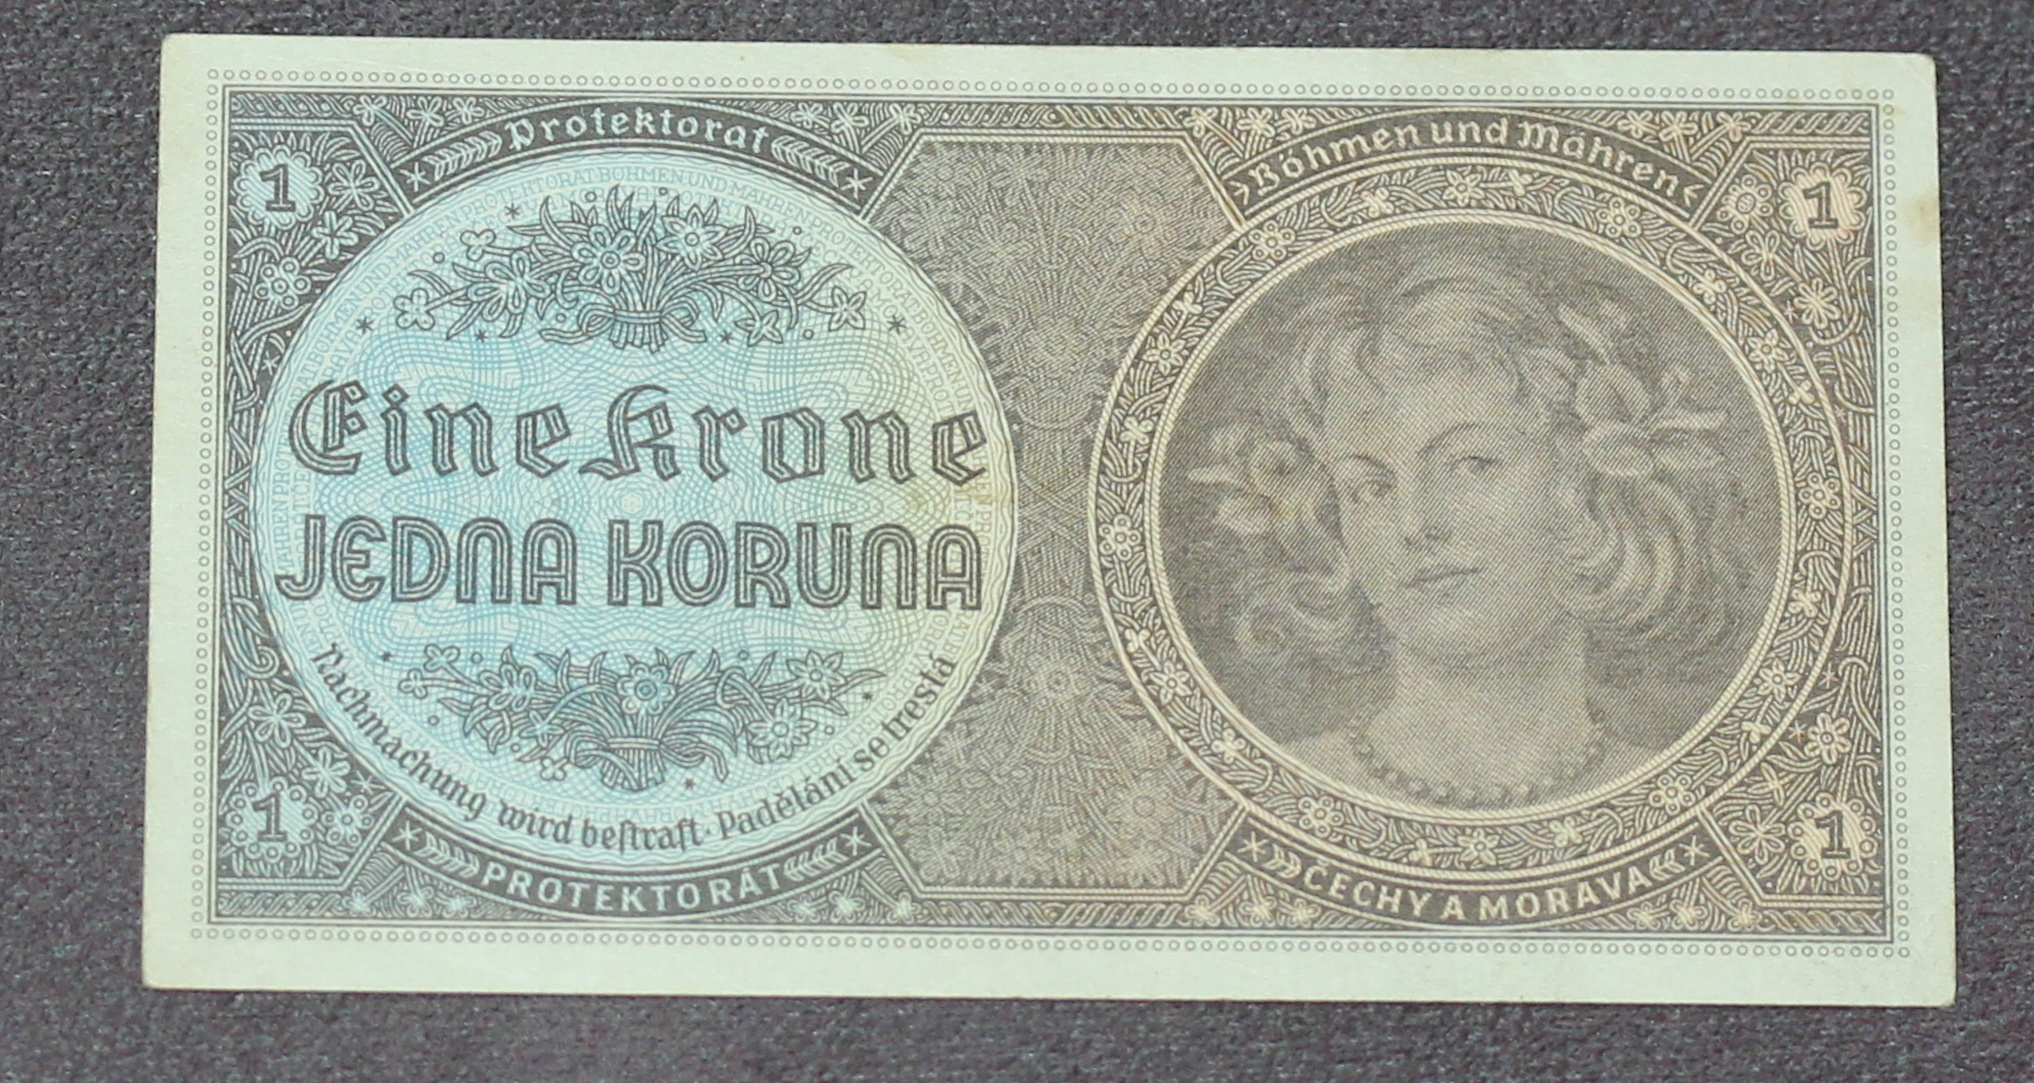 Protektorat
Böhmen und Mähren
1
1
Eine Krone
JEDNA KORUNA
Nachmachung wird bestraft. Padělání se trestá
1
1
PROTEKTORÁT
ČECHY A MORAVA